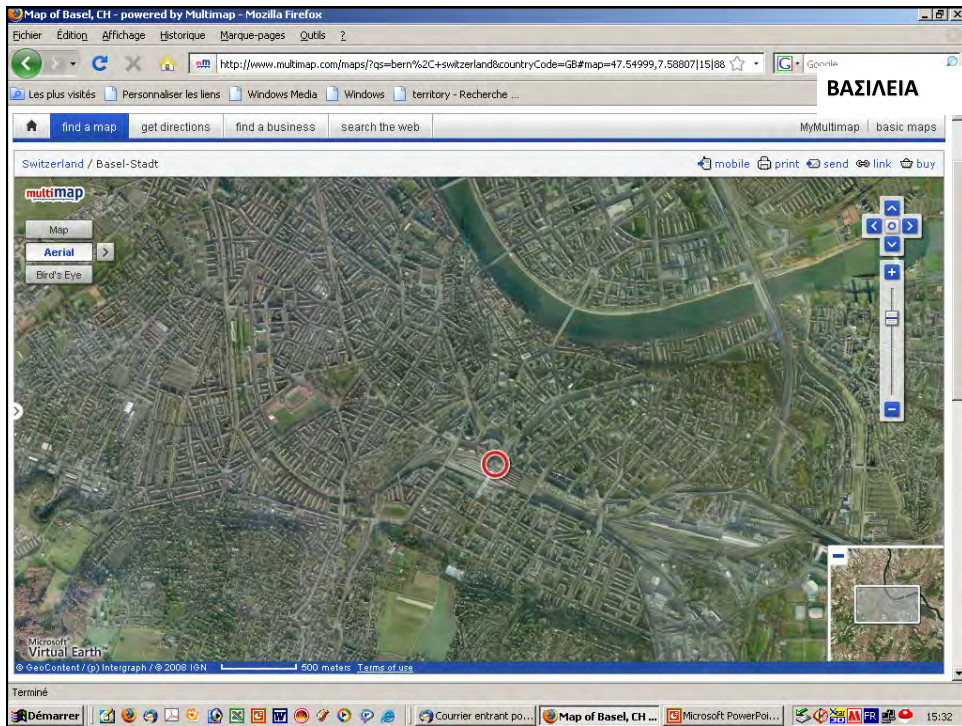 Map of Basel, CH - powered by Multimap - Mozilla Firefox
Fichier Édition Affichage Historique Marque-pages Outils ?
http://www.multimap.com/maps/?qs=bern%2C+switzerland&countryCode=GB#map=47.54999,7.58807|15|88 Google
Les plus visités Personnaliser les liens Windows Media Windows territory - Recherche ...
ΒΑΣΙΛΕΙΑ
find a map get directions find a business search the web MyMultimap basic maps
Switzerland / Basel-Stadt mobile print send link buy
multimap
Map
Aerial
Bird's Eye
Microsoft®
Virtual Earth™
© GeoContent / (p) Intergraph / © 2008 IGN 500 meters Terms of use
Terminé
Démarrer Courrier entrant po... Map of Basel, CH ... Microsoft PowerPoi... FR 15:32